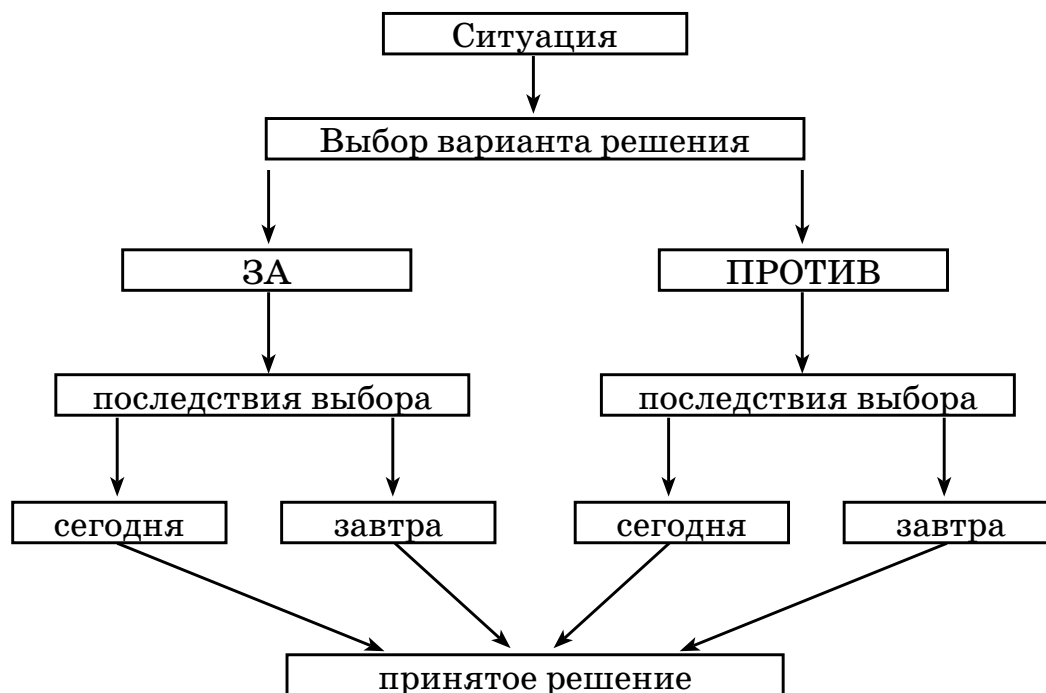 Ситуация
Выбор варианта решения
ЗА
ПРОТИВ
последствия выбора
последствия выбора
сегодня
завтра
сегодня
завтра
принятое решение